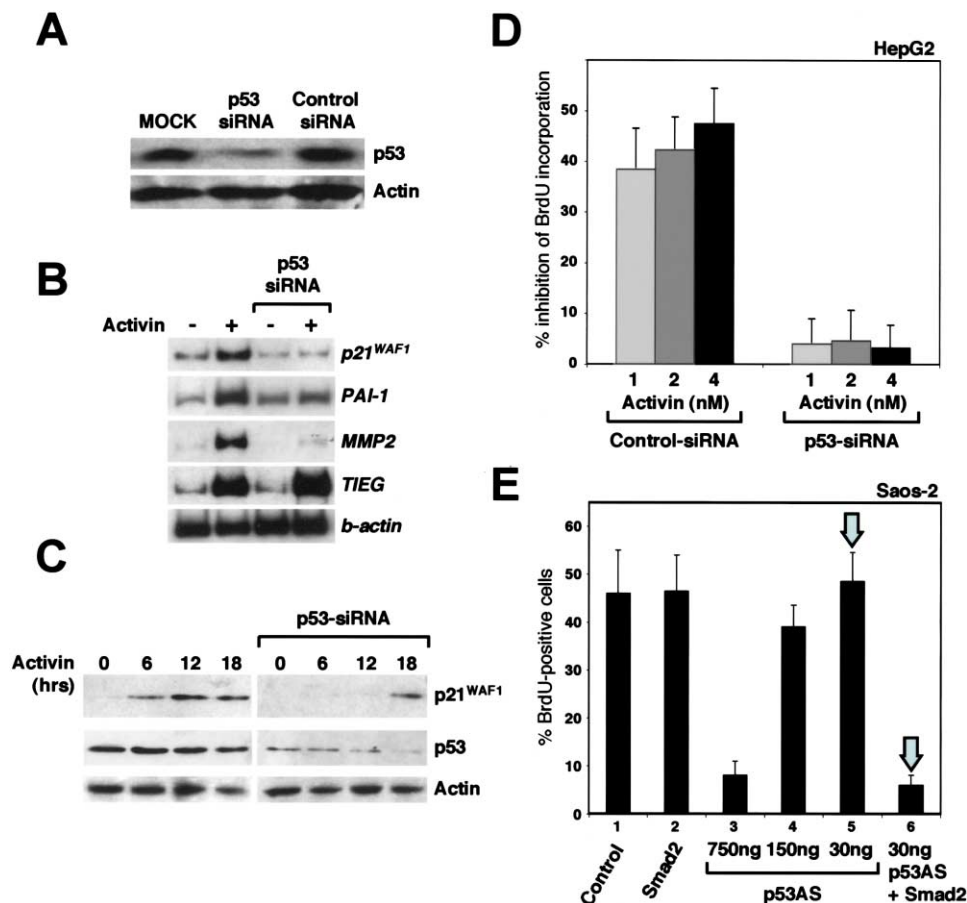 A
MOCK p53 siRNA Control siRNA
p53
Actin
B
p53 siRNA
Activin - + - +
p21WAF1
PAI-1
MMP2
TIEG
b-actin
C
p53-siRNA
Activin (hrs) 0 6 12 18 0 6 12 18
p21WAF1
p53
Actin
D
HepG2
% inhibition of BrdU incorporation
50
40
30
20
10
0
1 2 4 1 2 4
Activin (nM) Activin (nM)
Control-siRNA p53-siRNA
E
Saos-2
% BrdU-positive cells
60
50
40
30
20
10
0
1 2 3 4 5 6
Control Smad2 750ng 150ng 30ng 30ng p53AS + Smad2
p53AS